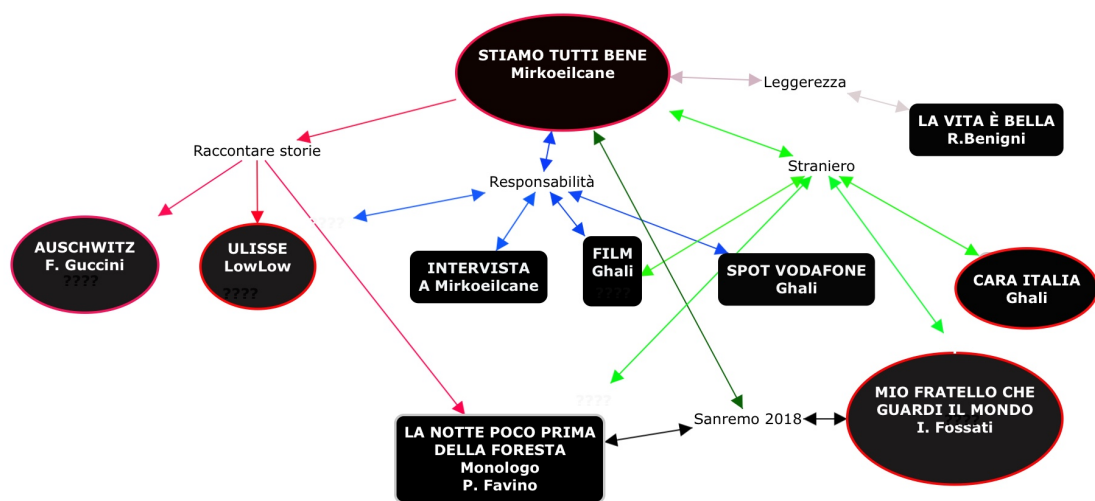 STIAMO TUTTI BENE
Mirkoeilcane
Leggerezza
LA VITA È BELLA
R.Benigni
Raccontare storie
Straniero
Responsabilità
????
AUSCHWITZ
F. Guccini
????
ULISSE
LowLow
????
INTERVISTA
A Mirkoeilcane
FILM
Ghali
????
SPOT VODAFONE
Ghali
CARA ITALIA
Ghali
????
MIO FRATELLO CHE
GUARDI IL MONDO
I. Fossati
????
Sanremo 2018
LA NOTTE POCO PRIMA
DELLA FORESTA
Monologo
P. Favino